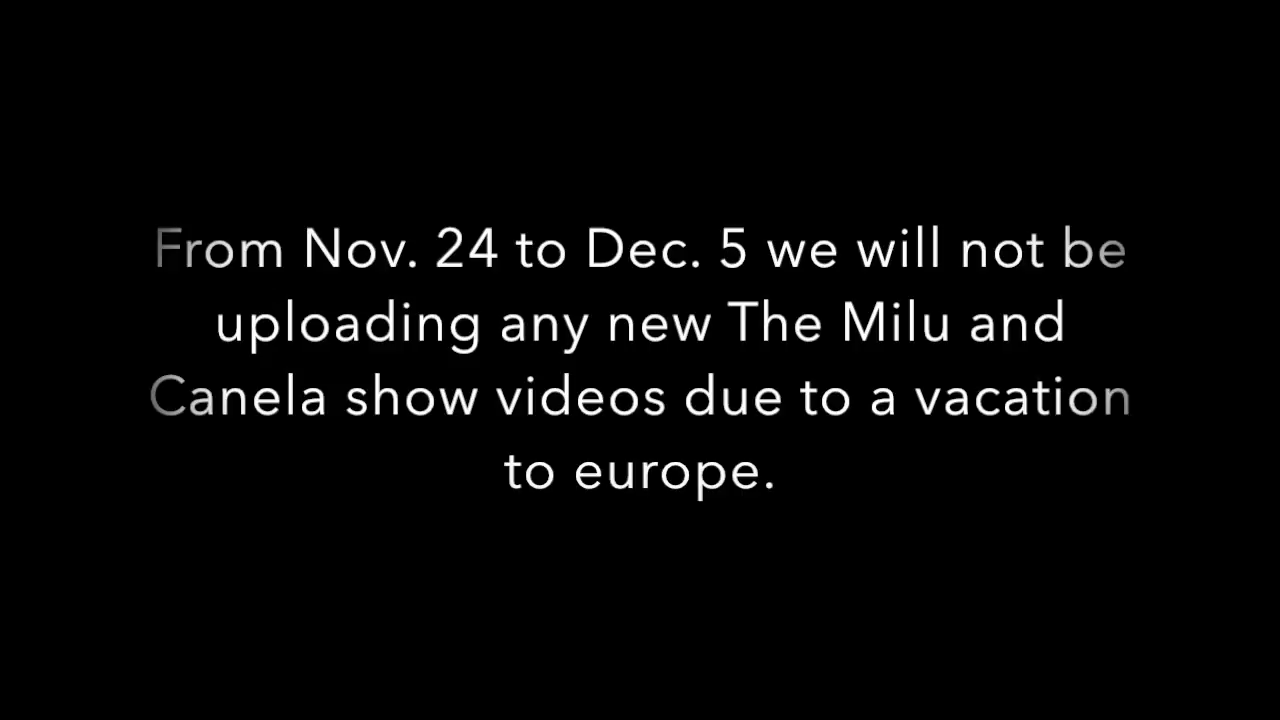 From Nov. 24 to Dec. 5 we will not be
uploading any new The Milu and
Canela show videos due to a vacation
to europe.